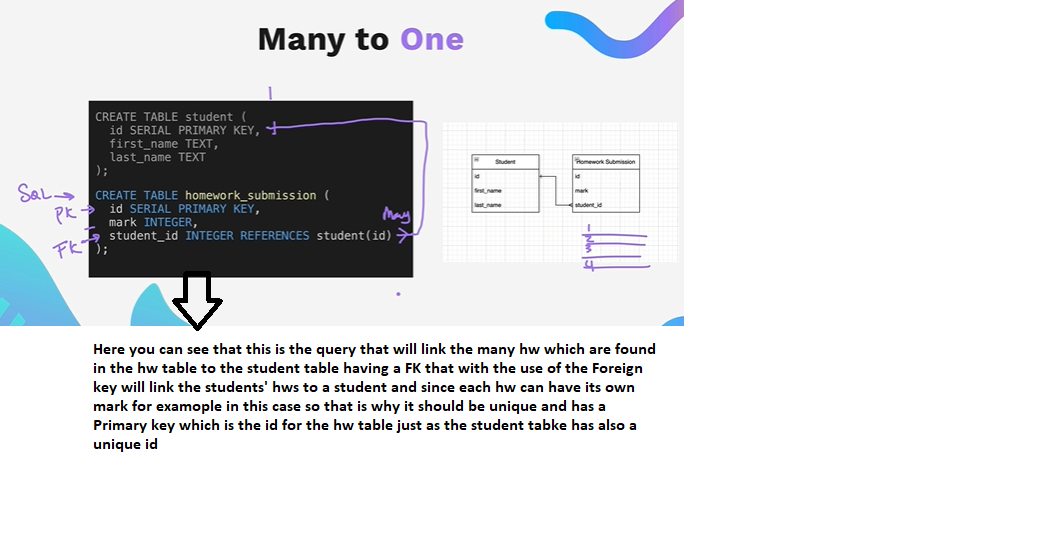 Many to One
1
CREATE TABLE student (
id SERIAL PRIMARY KEY,
first_name TEXT,
last_name TEXT
);
SQL
CREATE TABLE homework_submission (
PK
id SERIAL PRIMARY KEY,
mark INTEGER,
Many
FK
student_id INTEGER REFERENCES student(id)
);
Student
id
first_name
last_name
Homework Submission
id
mark
student_id
1
2
3
4
Here you can see that this is the query that will link the many hw which are found
in the hw table to the student table having a FK that with the use of the Foreign
key will link the students' hws to a student and since each hw can have its own
mark for examople in this case so that is why it should be unique and has a
Primary key which is the id for the hw table just as the student tabke has also a
unique id